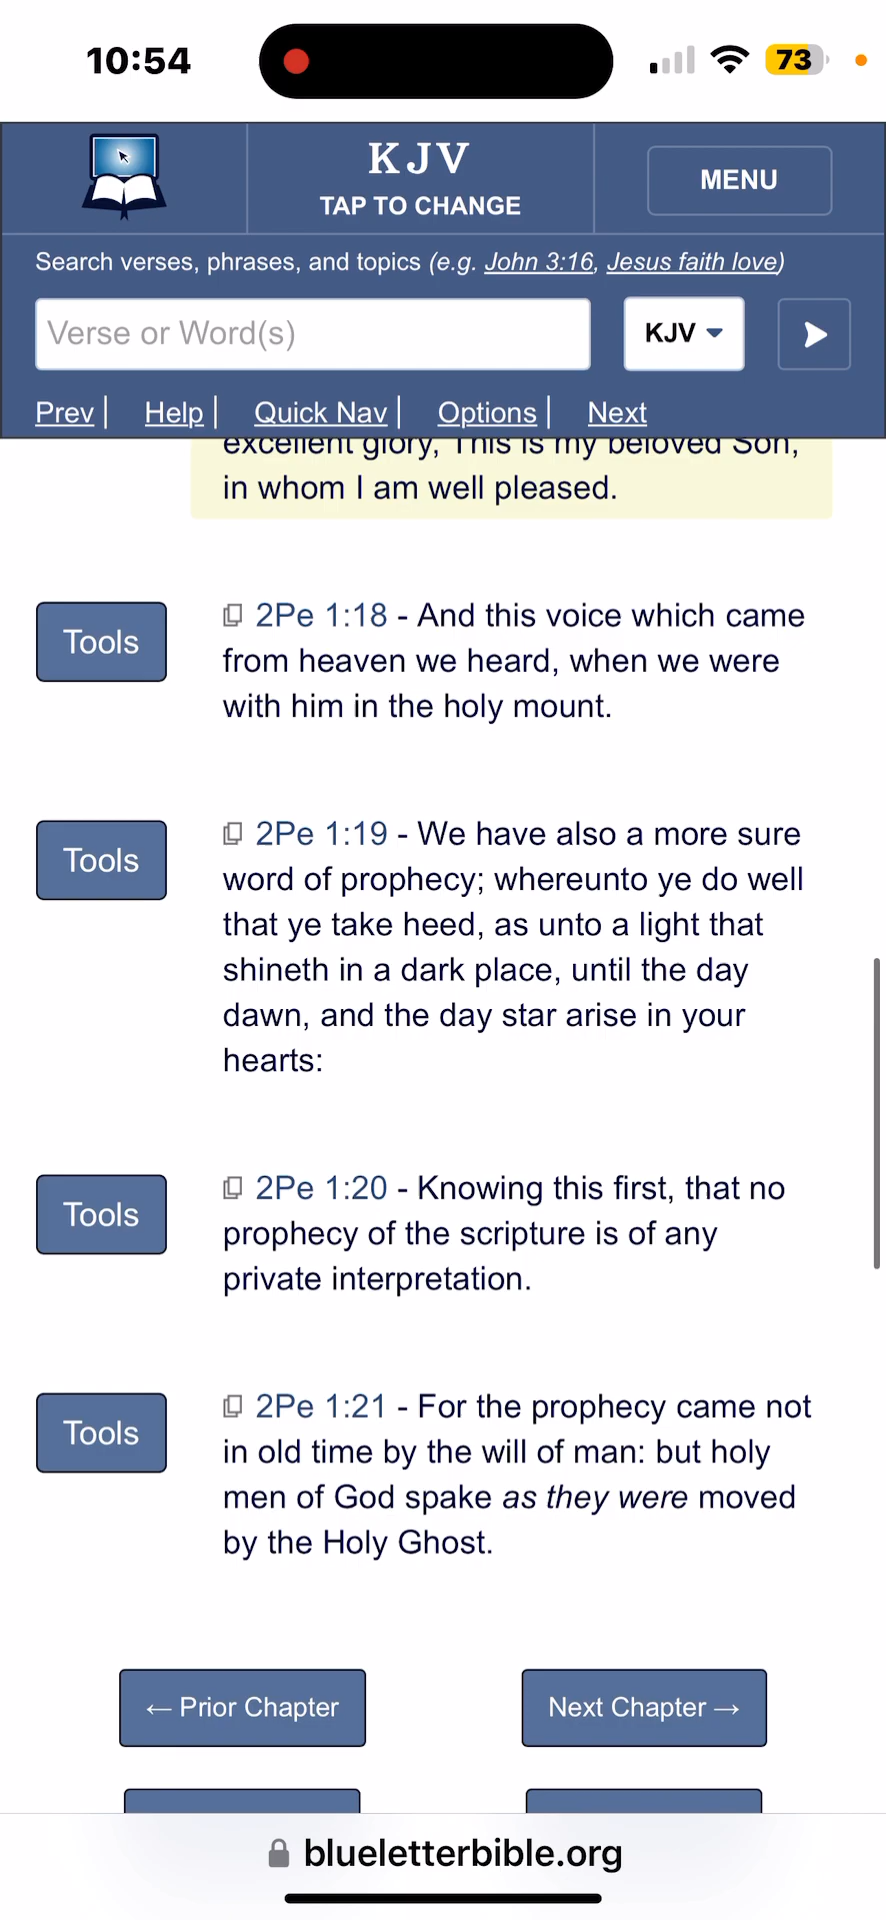 10:54
73
KJV
TAP TO CHANGE
MENU
Search verses, phrases, and topics (e.g. John 3:16, Jesus faith love)
Verse or Word(s)
KJV
Prev | Help | Quick Nav | Options | Next
excellent glory, This is my beloved Son,
in whom I am well pleased.
Tools
2Pe 1:18 - And this voice which came
from heaven we heard, when we were
with him in the holy mount.
Tools
2Pe 1:19 - We have also a more sure
word of prophecy; whereunto ye do well
that ye take heed, as unto a light that
shineth in a dark place, until the day
dawn, and the day star arise in your
hearts:
Tools
2Pe 1:20 - Knowing this first, that no
prophecy of the scripture is of any
private interpretation.
Tools
2Pe 1:21 - For the prophecy came not
in old time by the will of man: but holy
men of God spake as they were moved
by the Holy Ghost.
← Prior Chapter
Next Chapter →
blueletterbible.org